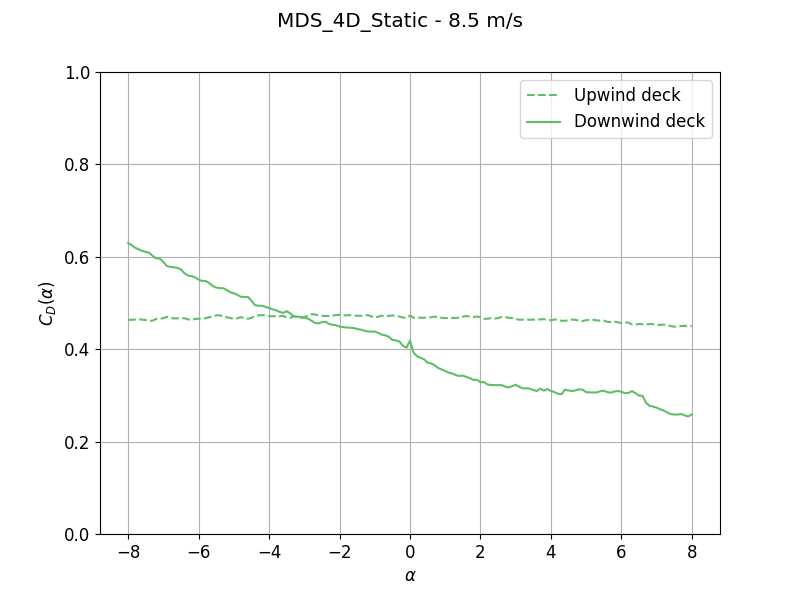 MDS_4D_Static - 8.5 m/s
Upwind deck
Downwind deck
1.0
0.8
0.6
0.4
0.2
0.0
C_D(α)
−8 −6 −4 −2 0 2 4 6 8
α